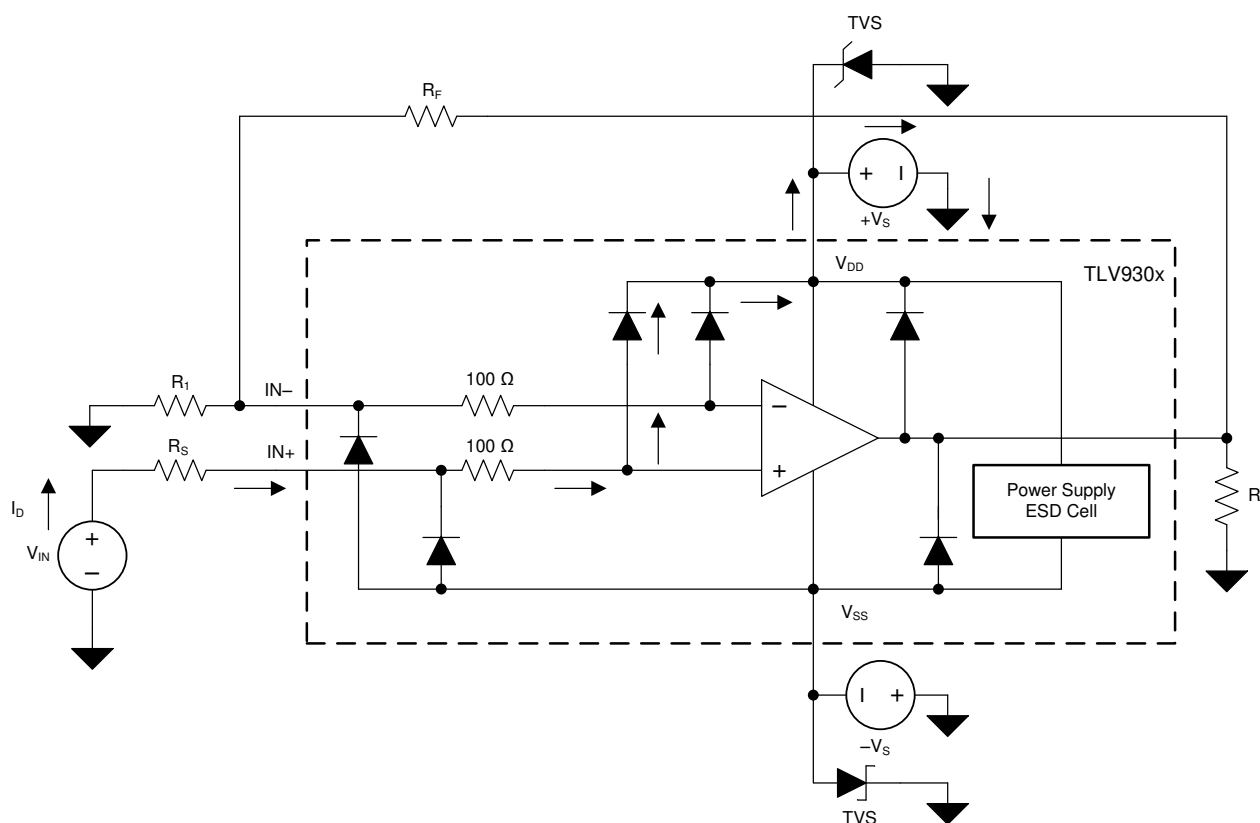 TVS
R_F
+ –
+V_S
V_DD
TLV930x
R_1
IN–
100 Ω
–
R_S
IN+
100 Ω
+
Power Supply
ESD Cell
R
I_D
+
V_IN
–
V_SS
– +
–V_S
TVS